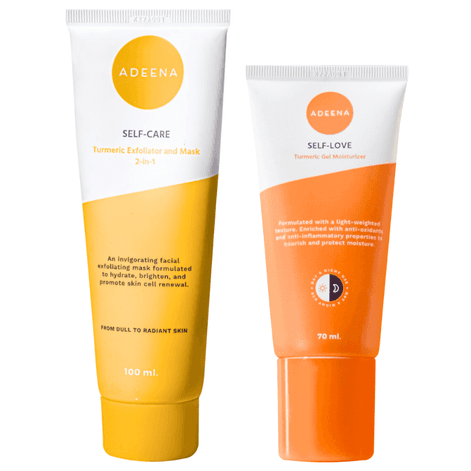 ADEENA
SELF-CARE
Turmeric Exfoliator and Mask
2-in-1
An invigorating facial
exfoliating mask formulated
to hydrate, brighten, and
promote skin cell renewal.
FROM DULL TO RADIANT SKIN
100 ml.
ADEENA
SELF-LOVE
Turmeric Gel Moisturizer
Formulated with a light-weighted
texture. Enriched with anti-oxidants
and anti-inflammatory properties to
nourish and protect moisture.
70 ml.